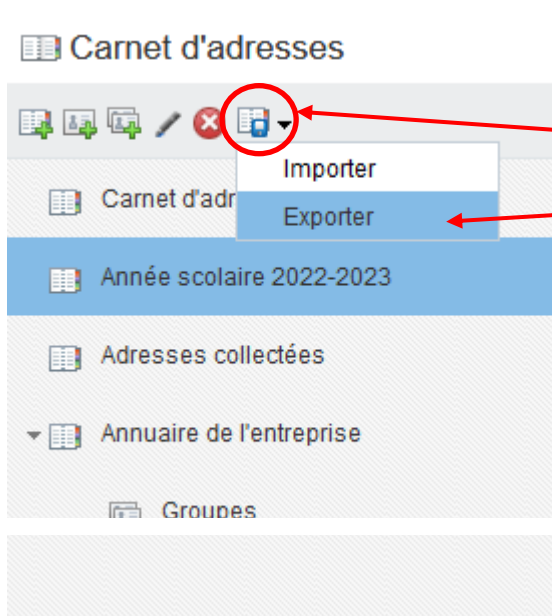 Carnet d'adresses
Importer
Carnet d'adr
Exporter
Année scolaire 2022-2023
Adresses collectées
Annuaire de l'entreprise
Groupes